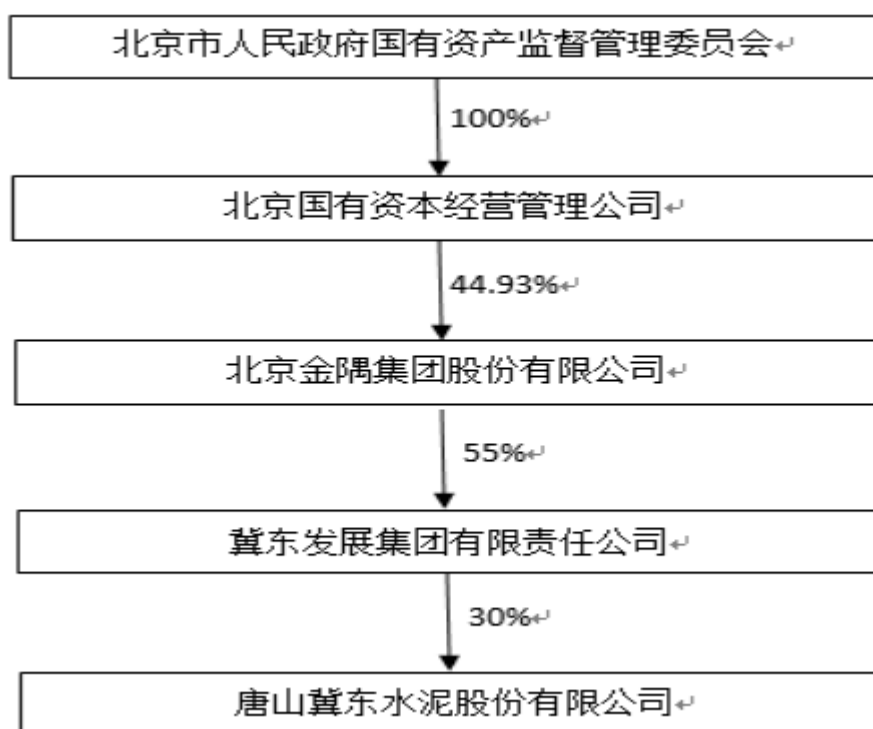 北京市人民政府国有资产监督管理委员会↵
100%↵
北京国有资本经营管理公司↵
44.93%↵
北京金隅集团股份有限公司↵
55%↵
冀东发展集团有限责任公司↵
30%↵
唐山冀东水泥股份有限公司↵